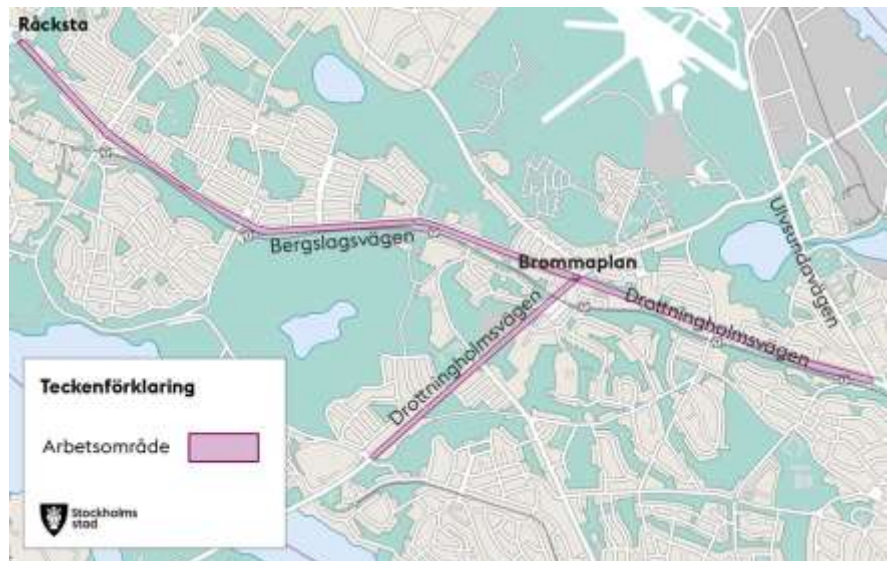 Råcksta
Bergslagsvägen
Brommaplan
Ulvsundavägen
Drottningholmsvägen
Drottningholmsvägen
Teckenförklaring
Arbetsområde
Stockholms
stad